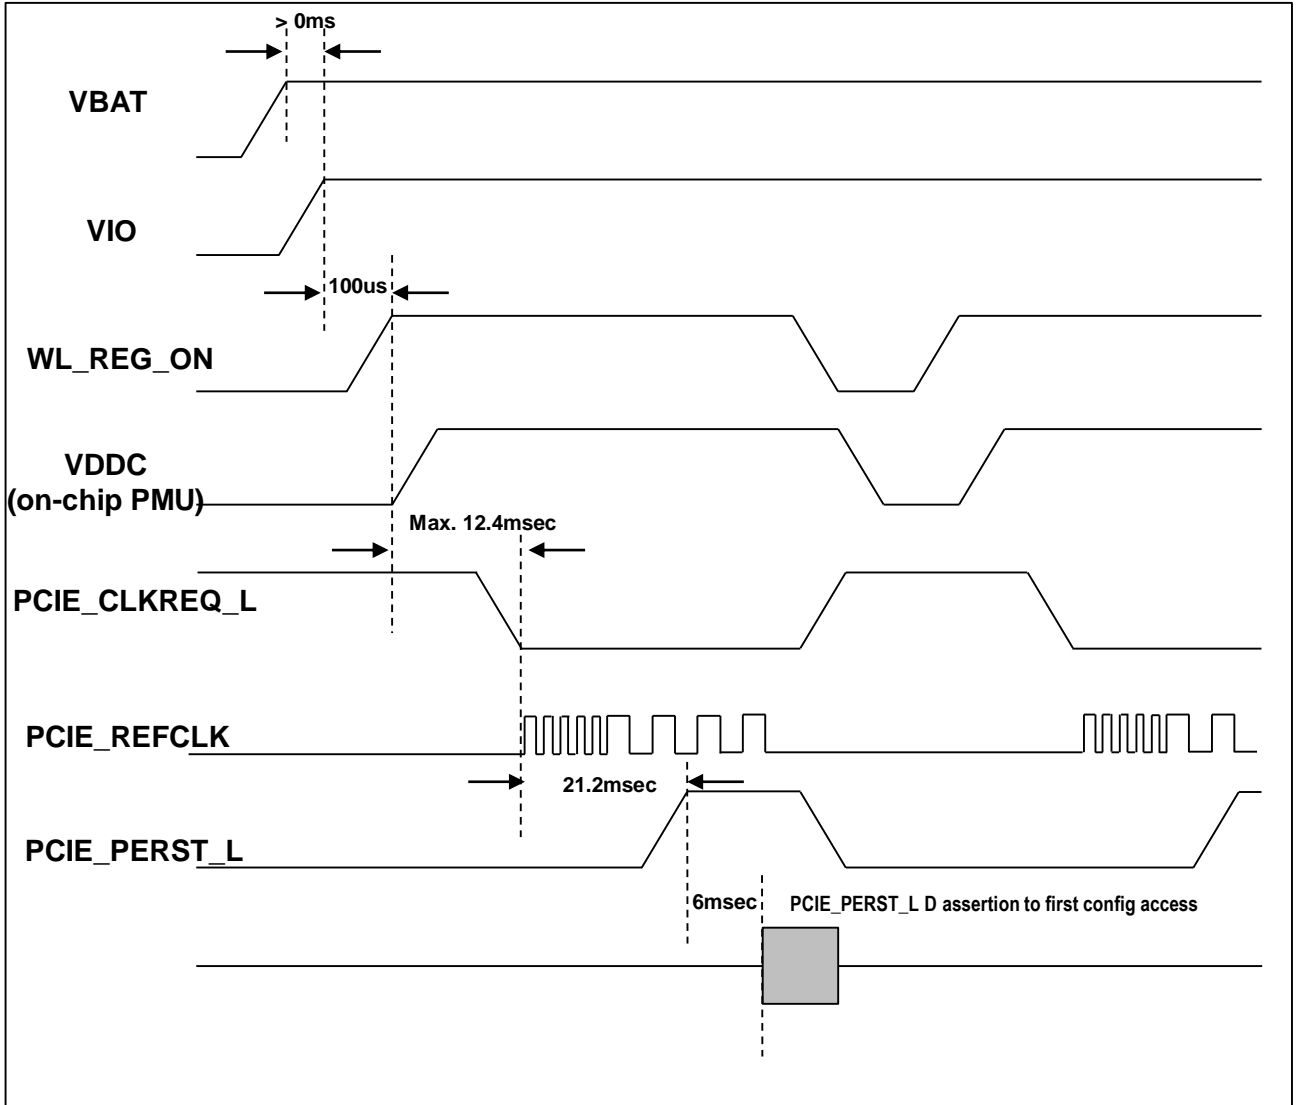 > 0ms
VBAT
VIO
100us
WL_REG_ON
VDDC
(on-chip PMU)
Max. 12.4msec
PCIE_CLKREQ_L
PCIE_REFCLK
21.2msec
PCIE_PERST_L
6msec
PCIE_PERST_L D assertion to first config access